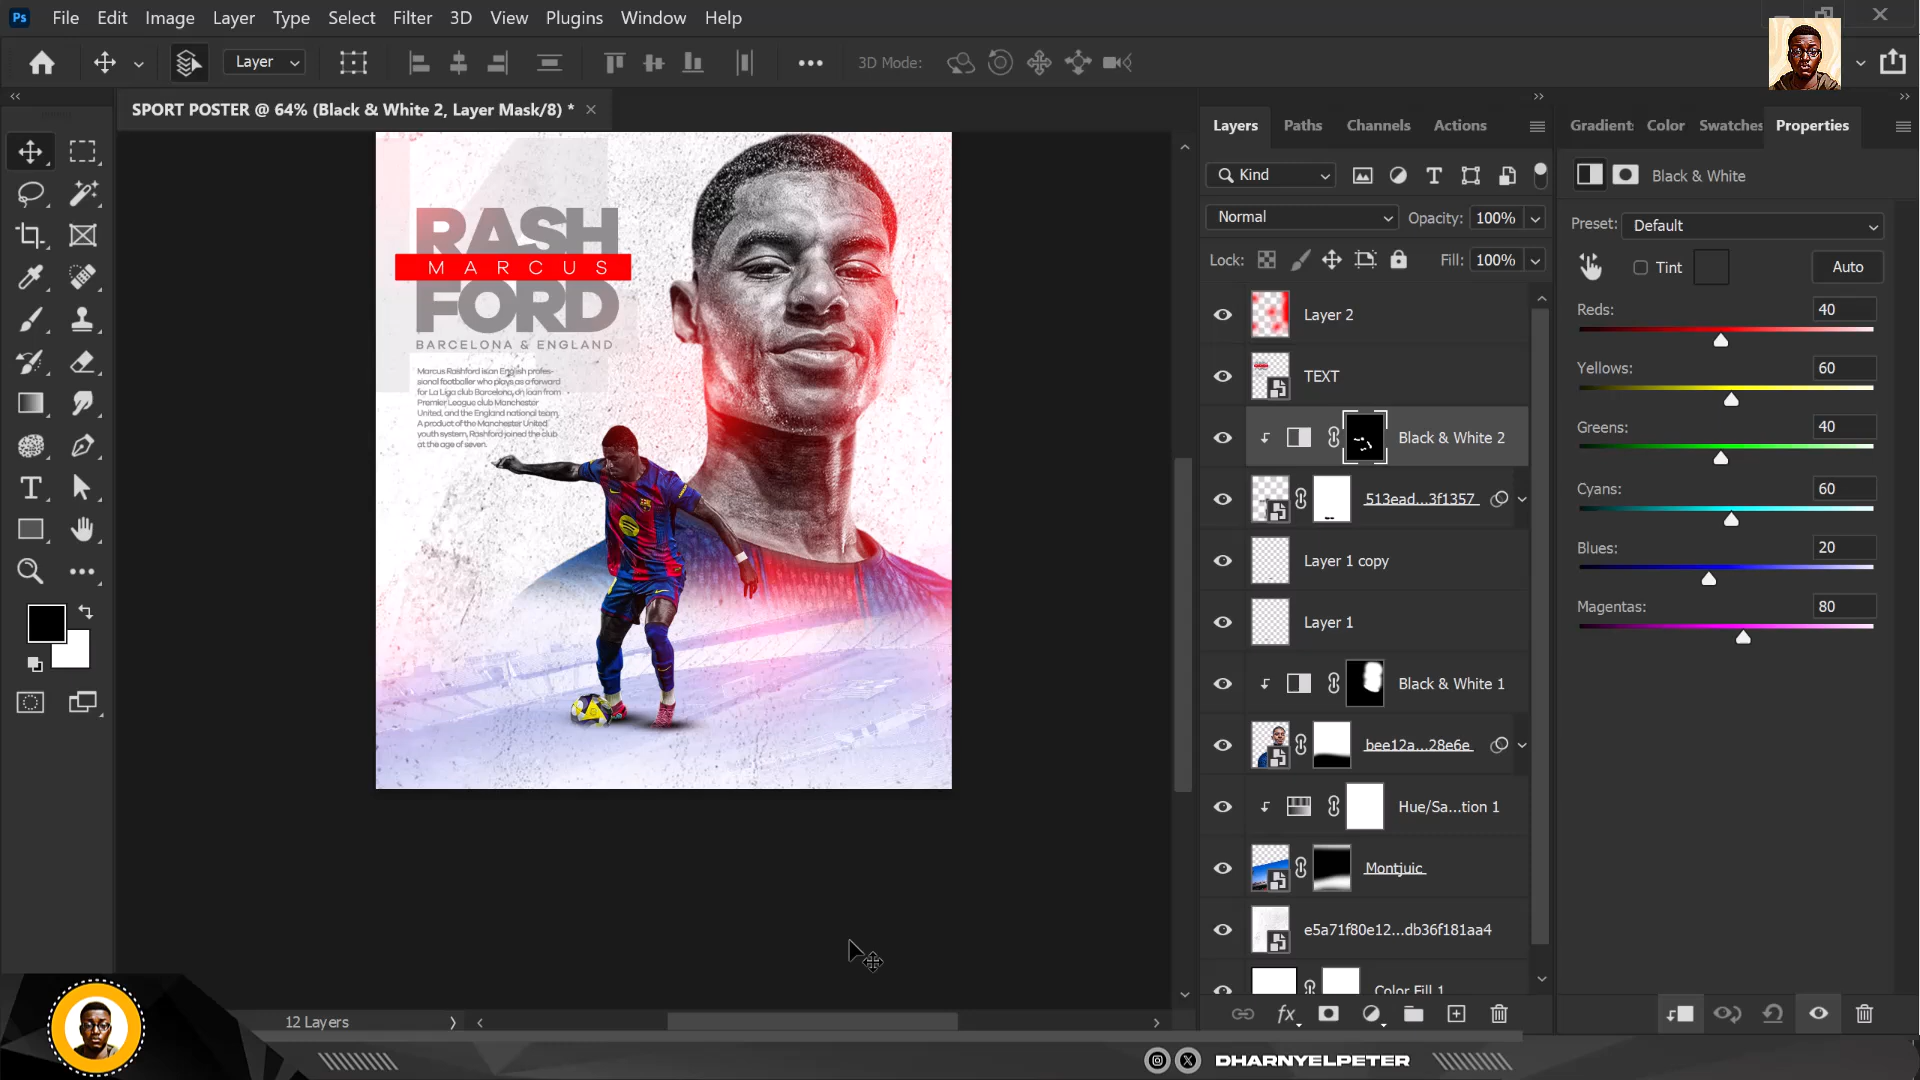 Ps File Edit Image Layer Type Select Filter 3D View Plugins Window Help
Layer 3D Mode:
SPORT POSTER @ 64% (Black & White 2, Layer Mask/8) *
RASH
MARCUS
FORD
BARCELONA & ENGLAND
Marcus Rashford is an English profes-
sional footballer who plays as a forward
for La Liga club Barcelona, on loan from
Premier League club Manchester
United, and the England national team.
A product of the Manchester United
youth system, Rashford joined the club
at the age of seven.
12 Layers
Layers Paths Channels Actions
Kind
Normal Opacity: 100%
Lock: Fill: 100%
Layer 2
TEXT
Black & White 2
513ead...3f1357
Layer 1 copy
Layer 1
Black & White 1
bee12a...28e6e
Hue/Sa...tion 1
Montjuic
e5a71f80e12...db36f181aa4
Color Fill 1
fx
Gradient Color Swatches Properties
Black & White
Preset: Default
Tint Auto
Reds: 40
Yellows: 60
Greens: 40
Cyans: 60
Blues: 20
Magentas: 80
DHARNYELPETER